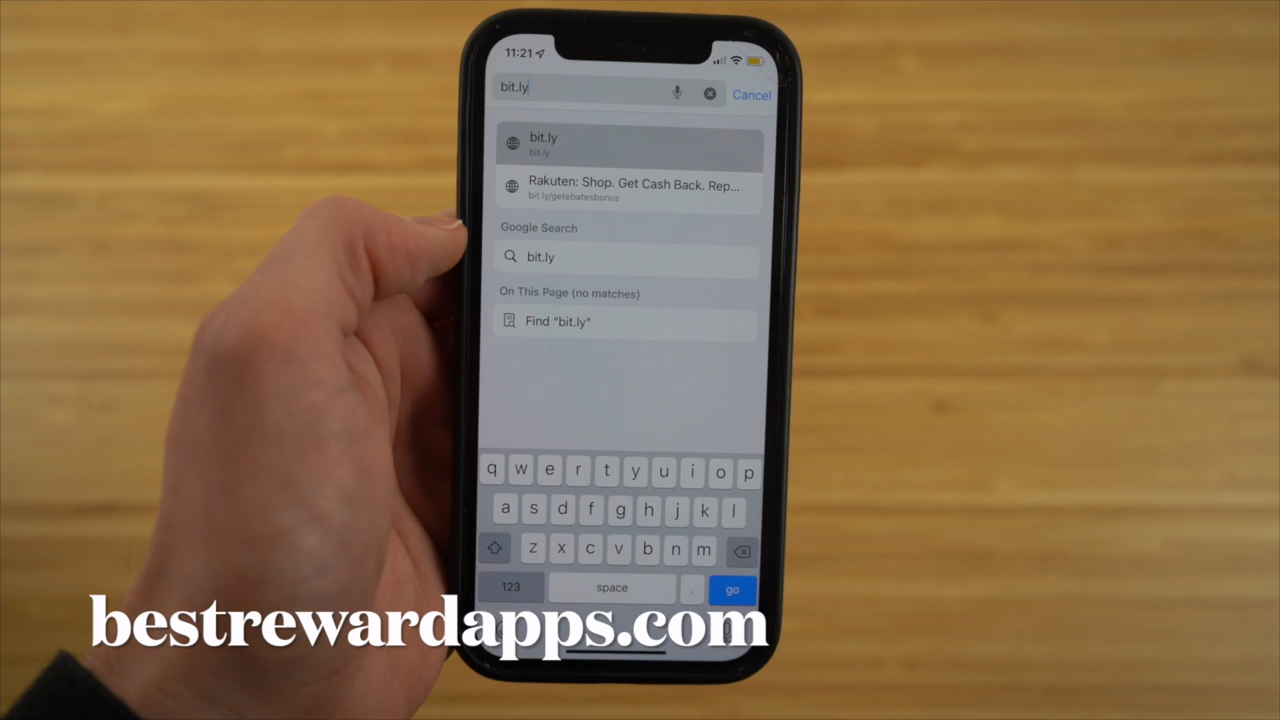 11:21
bit.ly
Cancel
bit.ly
bit.ly
Rakuten: Shop. Get Cash Back. Rep...
bit.ly/getebatesbonus
Google Search
bit.ly
On This Page (no matches)
Find “bit.ly”
q w e r t y u i o p
a s d f g h j k l
z x c v b n m
123 space . go
bestrewardapps.com